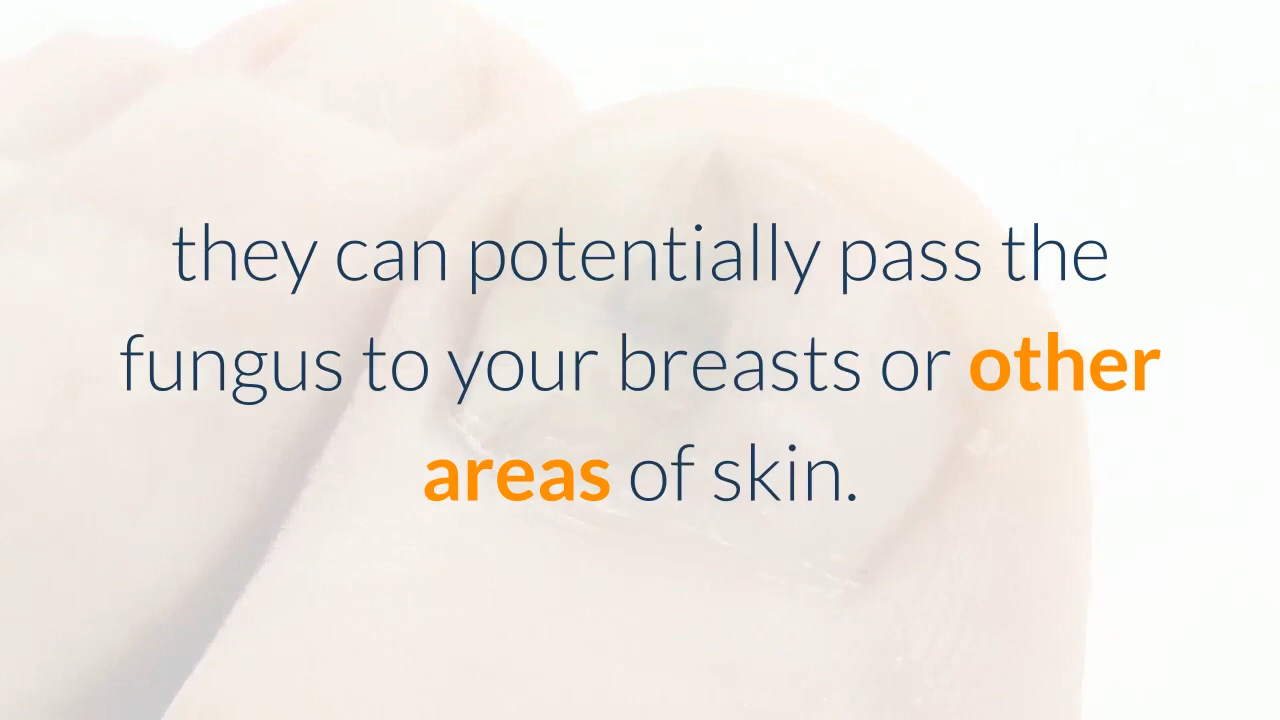 they can potentially pass the
fungus to your breasts or other
areas of skin.